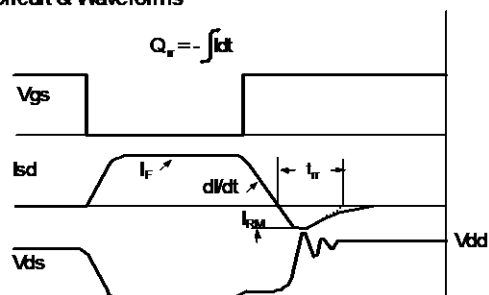 Circuit & Waveforms
Qrr = - ∫Idt
Vgs
Isd
IF
trr
dI/dt
IRM
Vdd
Vds